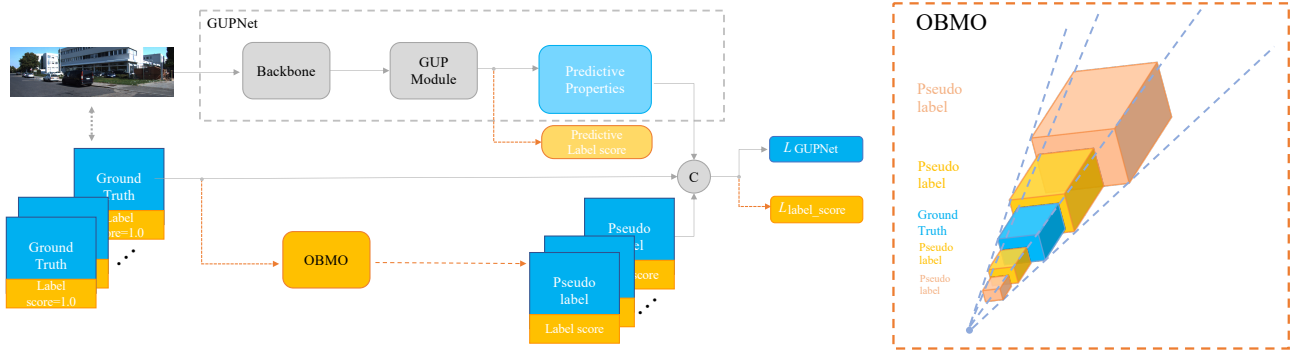 GUPNet
Backbone
GUP
Module
Predictive
Properties
Predictive
Label score
Ground
Truth
Label
score=1.0
Ground
Truth
Label
score=1.0
OBMO
Pseudo
label
Label score
Pseudo
label
score
C
L GUPNet
L label_score
OBMO
Pseudo
label
Pseudo
label
Ground
Truth
Pseudo
label
Pseudo
label